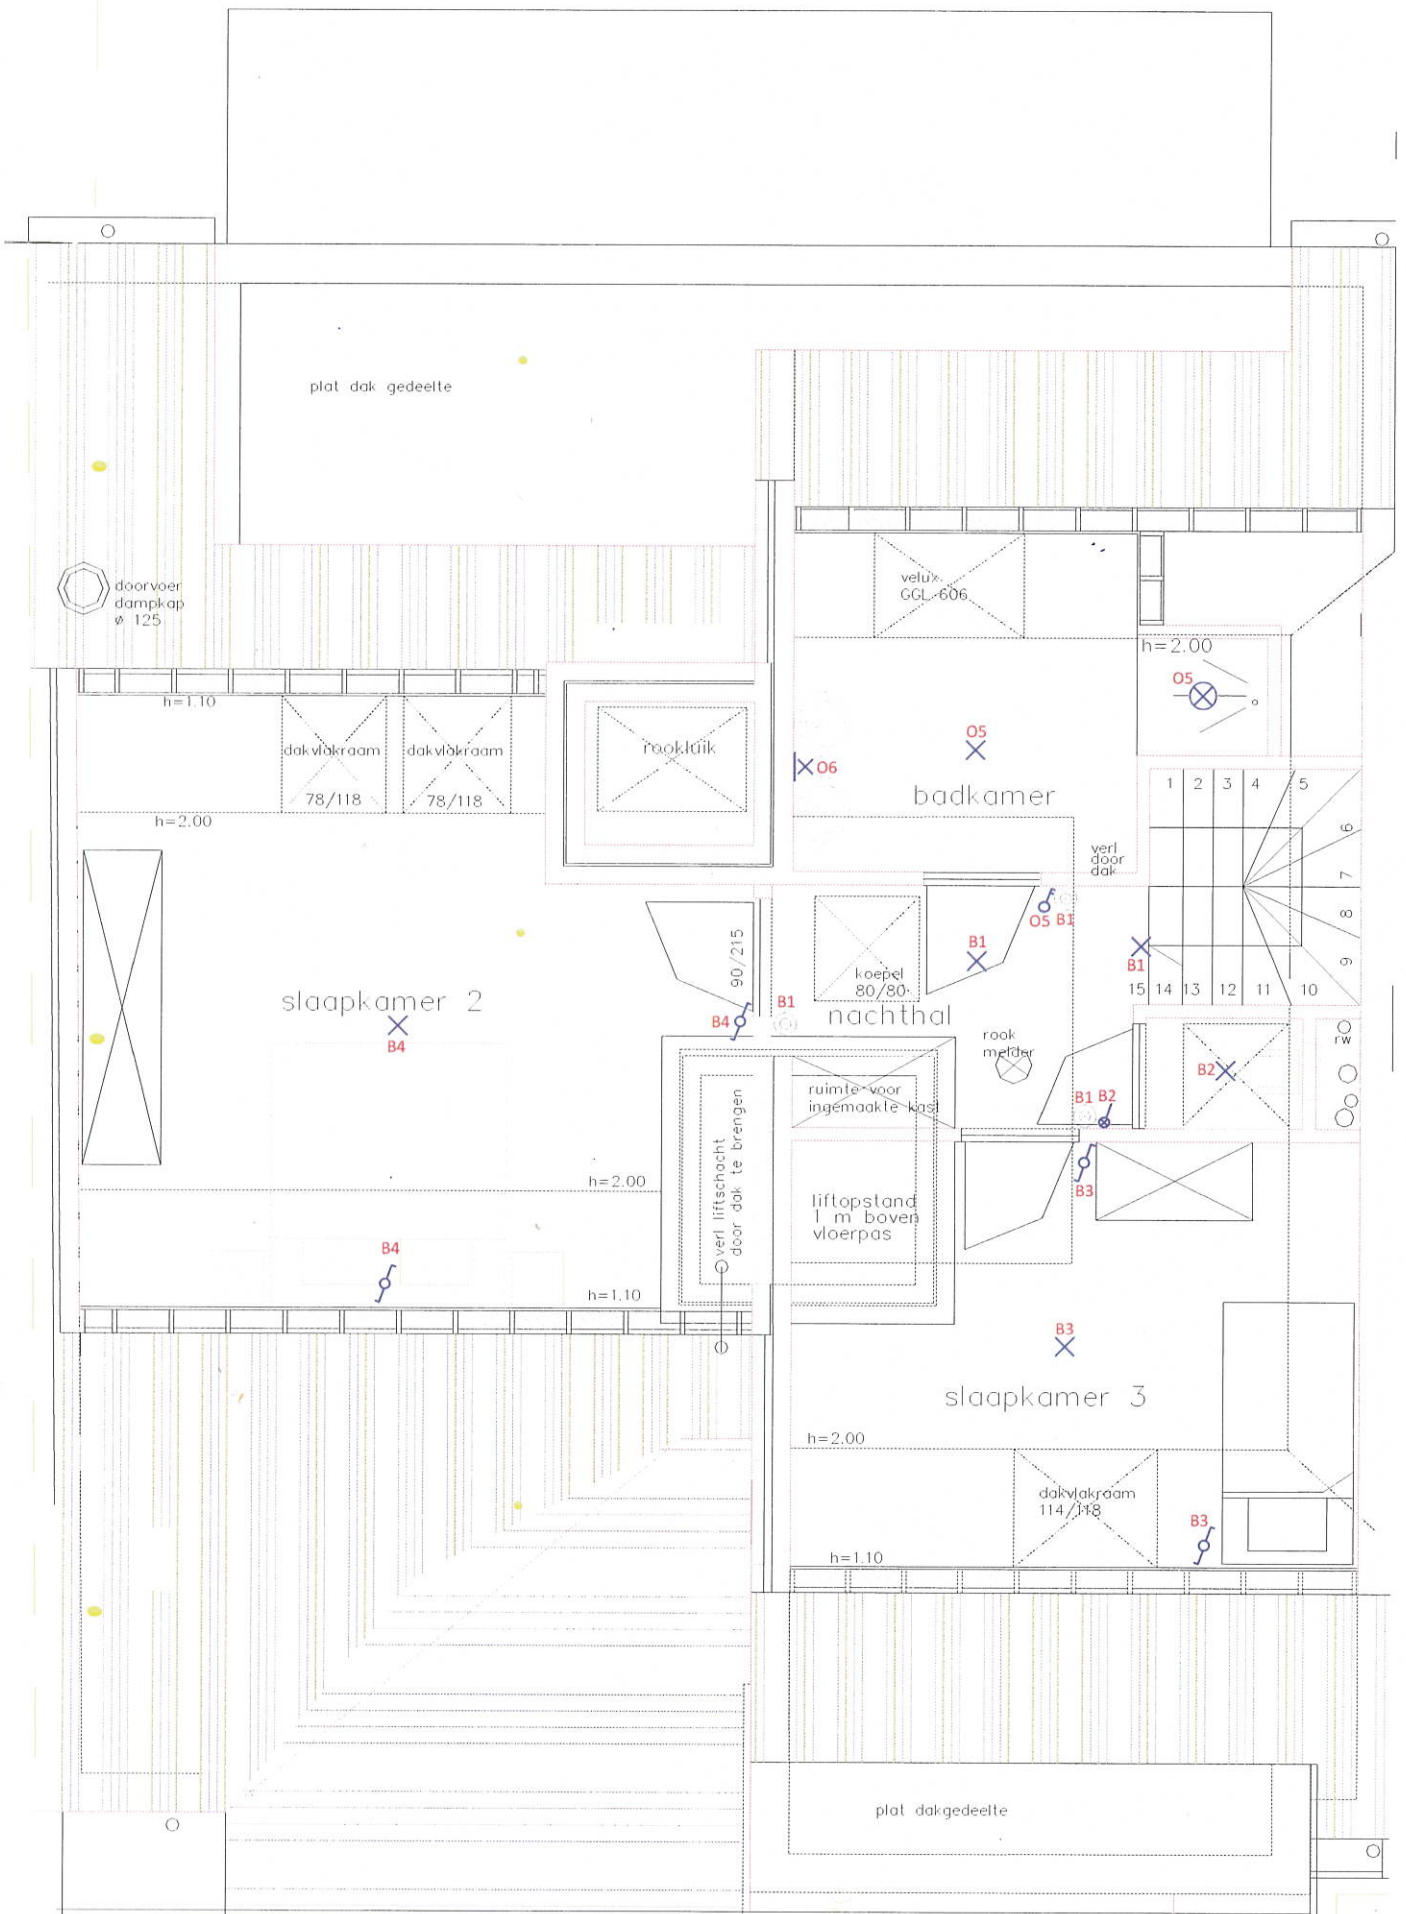 plat dak gedeelte
doorvoer
dampkap
ø 125
velux
GGL 606
h=2.00
O5
h=1.10
dakvlakraam
78/118
dakvlakraam
78/118
rookluik
O5
O6
badkamer
h=2.00
verl
door
dak
1 2 3 4 5
6
7
8
9
15 14 13 12 11 10
O5 B1
B1
B1
90/215
koepel
80/80
slaapkamer 2
B4
B4
B1
nachthal
rook
melder
rw
B2
ruimte voor
ingemaakte kast
B1 B2
verl liftschacht
door dak te brengen
h=2.00
B3
liftopstand
1 m boven
vloerpas
B4
h=1.10
B3
slaapkamer 3
h=2.00
dakvlakraam
114/118
B3
h=1.10
plat dakgedeelte